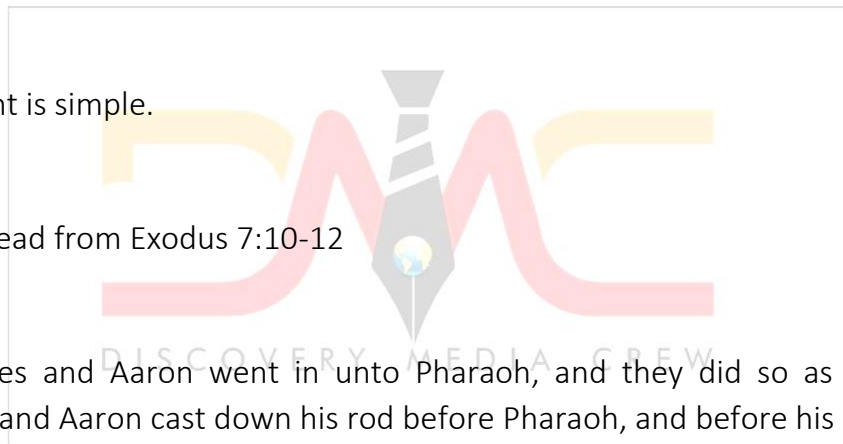 nt is simple.
ead from Exodus 7:10-12
DISCOVERY MEDIA CREW
es and Aaron went in unto Pharaoh, and they did so as
and Aaron cast down his rod before Pharaoh, and before his